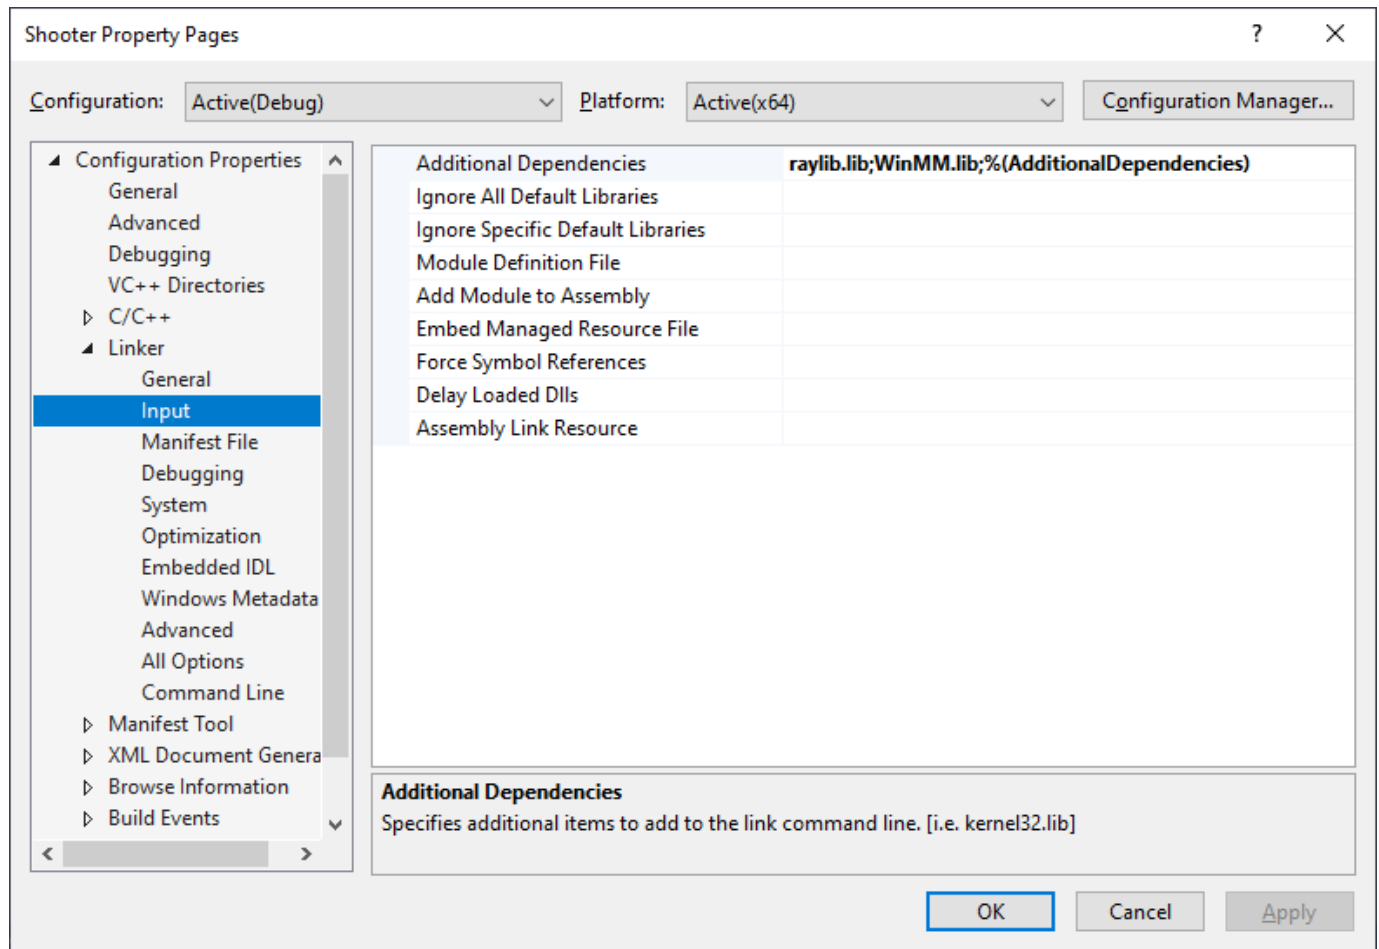 Shooter Property Pages
?
Configuration: Active(Debug) Platform: Active(x64) Configuration Manager...
Configuration Properties
General
Advanced
Debugging
VC++ Directories
C/C++
Linker
General
Input
Manifest File
Debugging
System
Optimization
Embedded IDL
Windows Metadata
Advanced
All Options
Command Line
Manifest Tool
XML Document Genera
Browse Information
Build Events
Additional Dependencies raylib.lib;WinMM.lib;%(AdditionalDependencies)
Ignore All Default Libraries
Ignore Specific Default Libraries
Module Definition File
Add Module to Assembly
Embed Managed Resource File
Force Symbol References
Delay Loaded Dlls
Assembly Link Resource
Additional Dependencies
Specifies additional items to add to the link command line. [i.e. kernel32.lib]
OK Cancel Apply